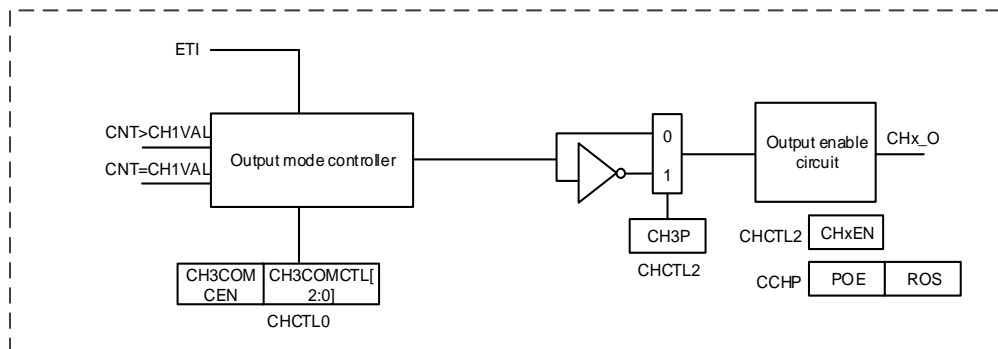 ETI
CNT>CH1VAL
CNT=CH1VAL
Output mode controller
0
1
Output enable
circuit
CHx_O
CH3P
CHCTL2
CHCTL2
CHxEN
CCHP
POE
ROS
CH3COM
CEN
CH3COMCTL[
2:0]
CHCTL0